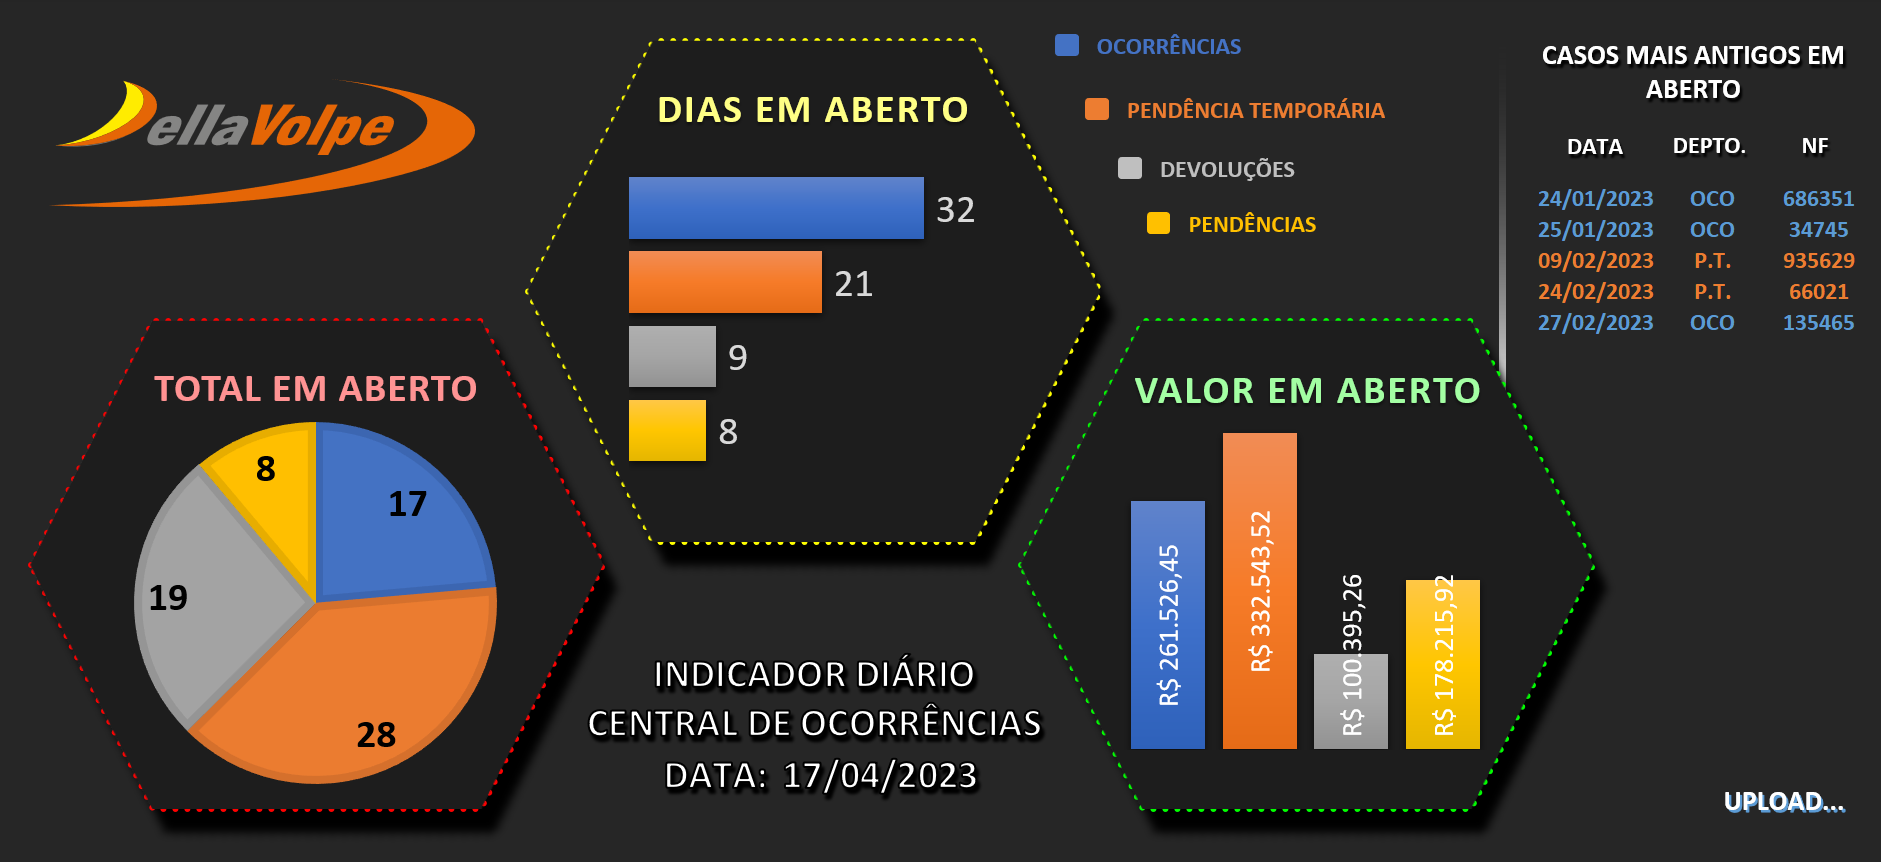 ellaVolpe
DIAS EM ABERTO
32
21
9
8
OCORRÊNCIAS
PENDÊNCIA TEMPORÁRIA
DEVOLUÇÕES
PENDÊNCIAS
CASOS MAIS ANTIGOS EM
ABERTO
DATA DEPTO. NF
24/01/2023 OCO 686351
25/01/2023 OCO 34745
09/02/2023 P.T. 935629
24/02/2023 P.T. 66021
27/02/2023 OCO 135465
TOTAL EM ABERTO
8
17
19
28
INDICADOR DIÁRIO
CENTRAL DE OCORRÊNCIAS
DATA: 17/04/2023
VALOR EM ABERTO
R$ 261.526,45
R$ 332.543,52
R$ 100.395,26
R$ 178.215,92
UPLOAD...